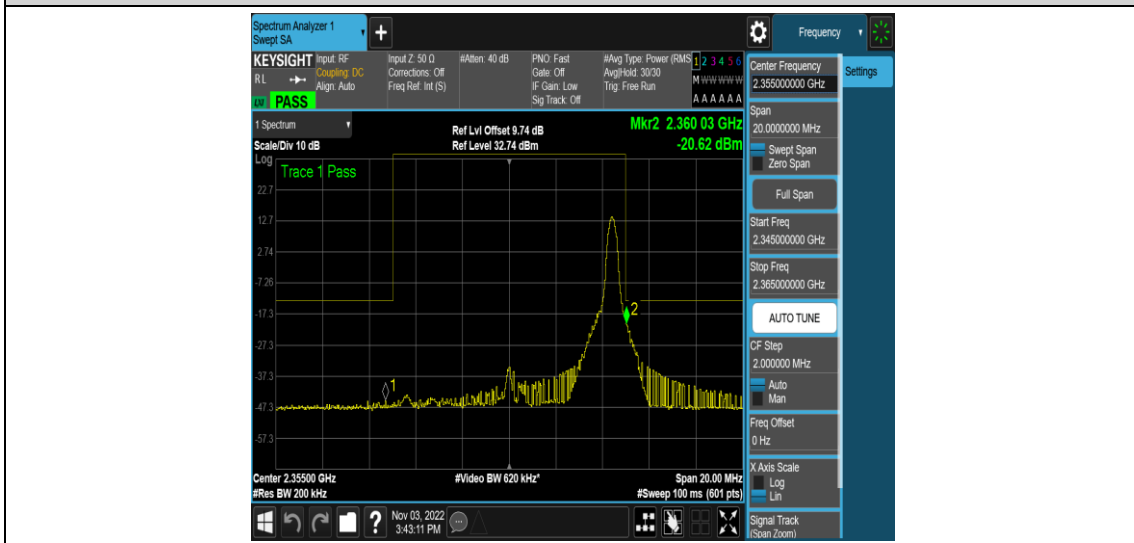 Spectrum Analyzer 1
Swept SA
+
Frequency
KEYSIGHT
RL
LXI
PASS
Input: RF
Coupling: DC
Align: Auto
Input Z: 50 Ω
Corrections: Off
Freq Ref: Int (S)
#Atten: 40 dB
PNO: Fast
Gate: Off
IF Gain: Low
Sig Track: Off
#Avg Type: Power (RMS
Avg|Hold: 30/30
Trig: Free Run
1 2 3 4 5 6
M W W W W W
A A A A A A
1 Spectrum
Scale/Div 10 dB
Ref Lvl Offset 9.74 dB
Ref Level 32.74 dBm
Mkr2 2.360 03 GHz
-20.62 dBm
Log
Trace 1 Pass
22.7
12.7
2.74
-7.26
-17.3
-27.3
-37.3
-47.3
-57.3
1
2
Center 2.35500 GHz
#Res BW 200 kHz
#Video BW 620 kHz*
Span 20.00 MHz
#Sweep 100 ms (601 pts)
?
Nov 03, 2022
3:43:11 PM
Center Frequency
2.355000000 GHz
Settings
Span
20.0000000 MHz
Swept Span
Zero Span
Full Span
Start Freq
2.345000000 GHz
Stop Freq
2.365000000 GHz
AUTO TUNE
CF Step
2.000000 MHz
Auto
Man
Freq Offset
0 Hz
X Axis Scale
Log
Lin
Signal Track
(Span Zoom)